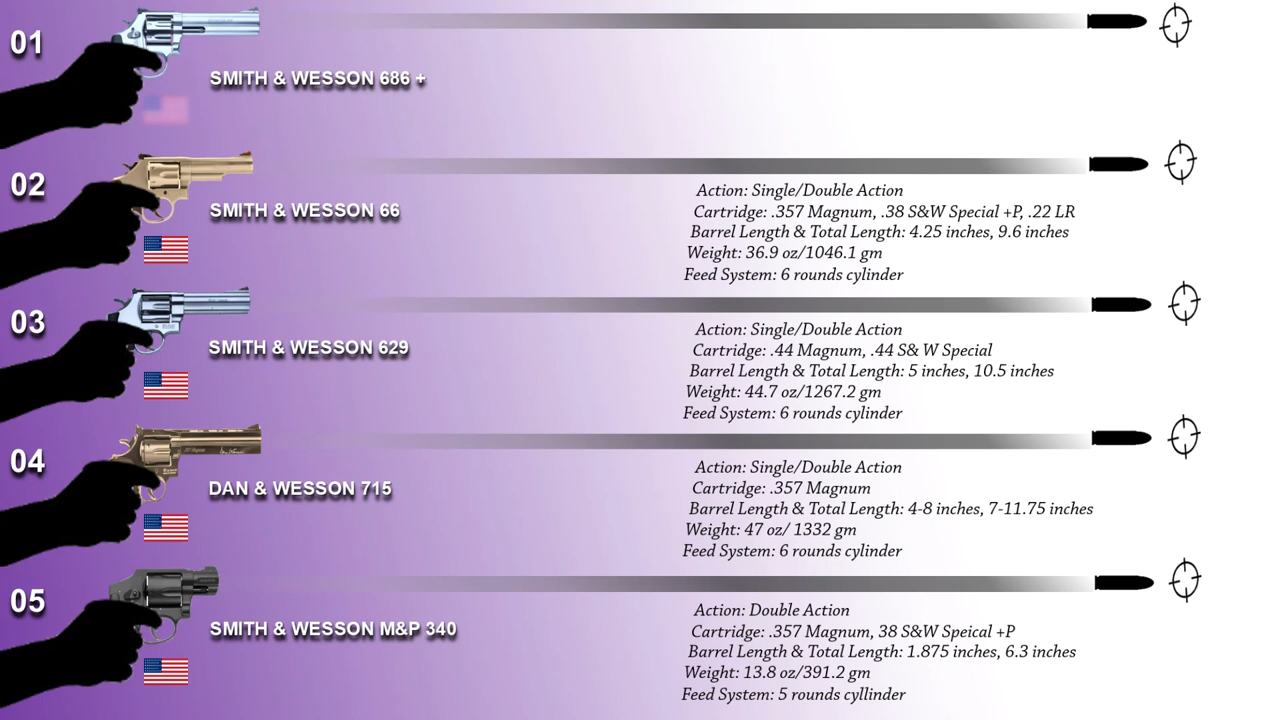 01
SMITH & WESSON 686 +
02
SMITH & WESSON 66
Action: Single/Double Action
Cartridge: .357 Magnum, .38 S&W Special +P, .22 LR
Barrel Length & Total Length: 4.25 inches, 9.6 inches
Weight: 36.9 oz/1046.1 gm
Feed System: 6 rounds cylinder
03
SMITH & WESSON 629
Action: Single/Double Action
Cartridge: .44 Magnum, .44 S& W Special
Barrel Length & Total Length: 5 inches, 10.5 inches
Weight: 44.7 oz/1267.2 gm
Feed System: 6 rounds cylinder
04
DAN & WESSON 715
Action: Single/Double Action
Cartridge: .357 Magnum
Barrel Length & Total Length: 4-8 inches, 7-11.75 inches
Weight: 47 oz/ 1332 gm
Feed System: 6 rounds cylinder
05
SMITH & WESSON M&P 340
Action: Double Action
Cartridge: .357 Magnum, 38 S&W Speical +P
Barrel Length & Total Length: 1.875 inches, 6.3 inches
Weight: 13.8 oz/391.2 gm
Feed System: 5 rounds cyllinder